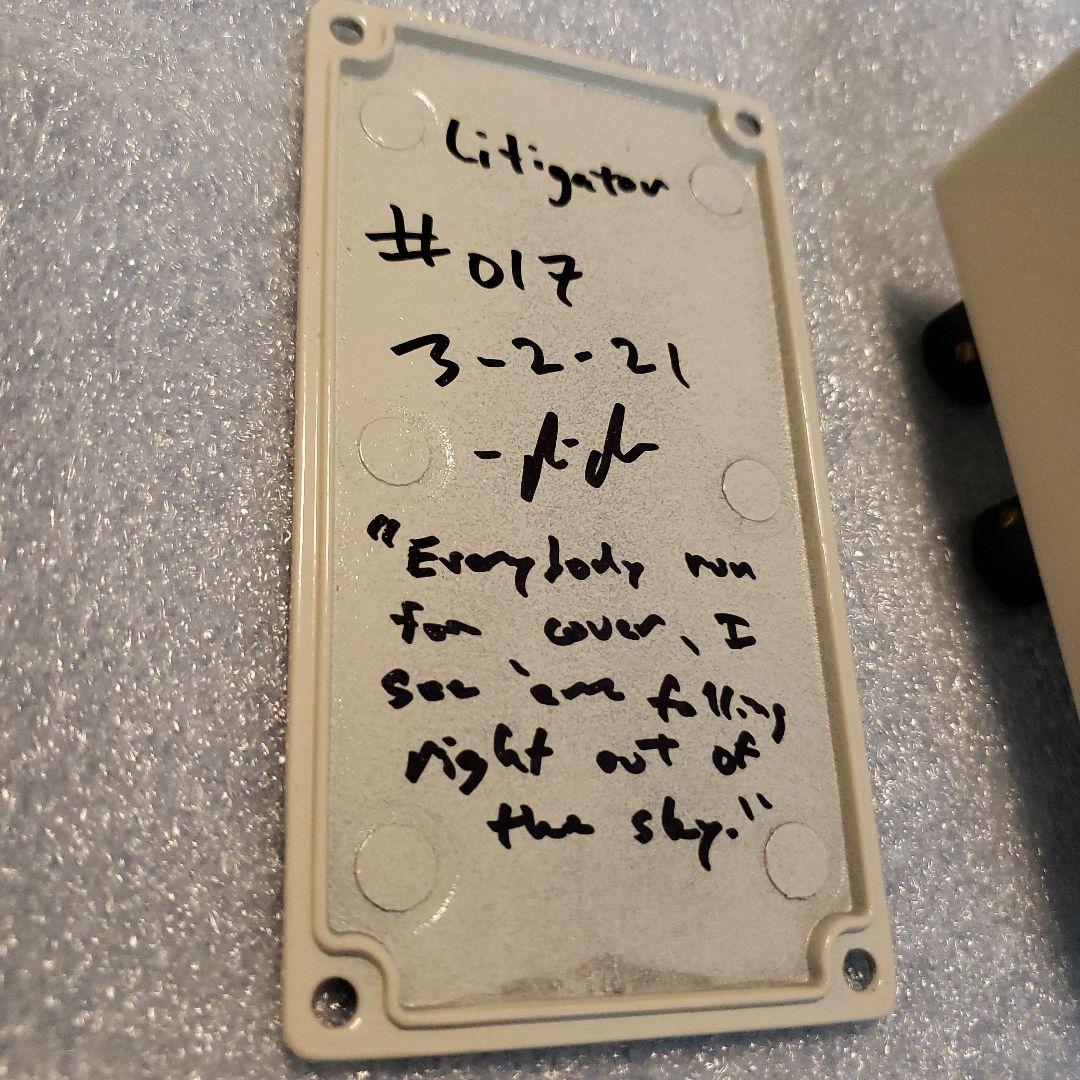 Litigator
#017
3-2-21
"Everybody run
for cover, I
see 'em falling
right out of
the sky."